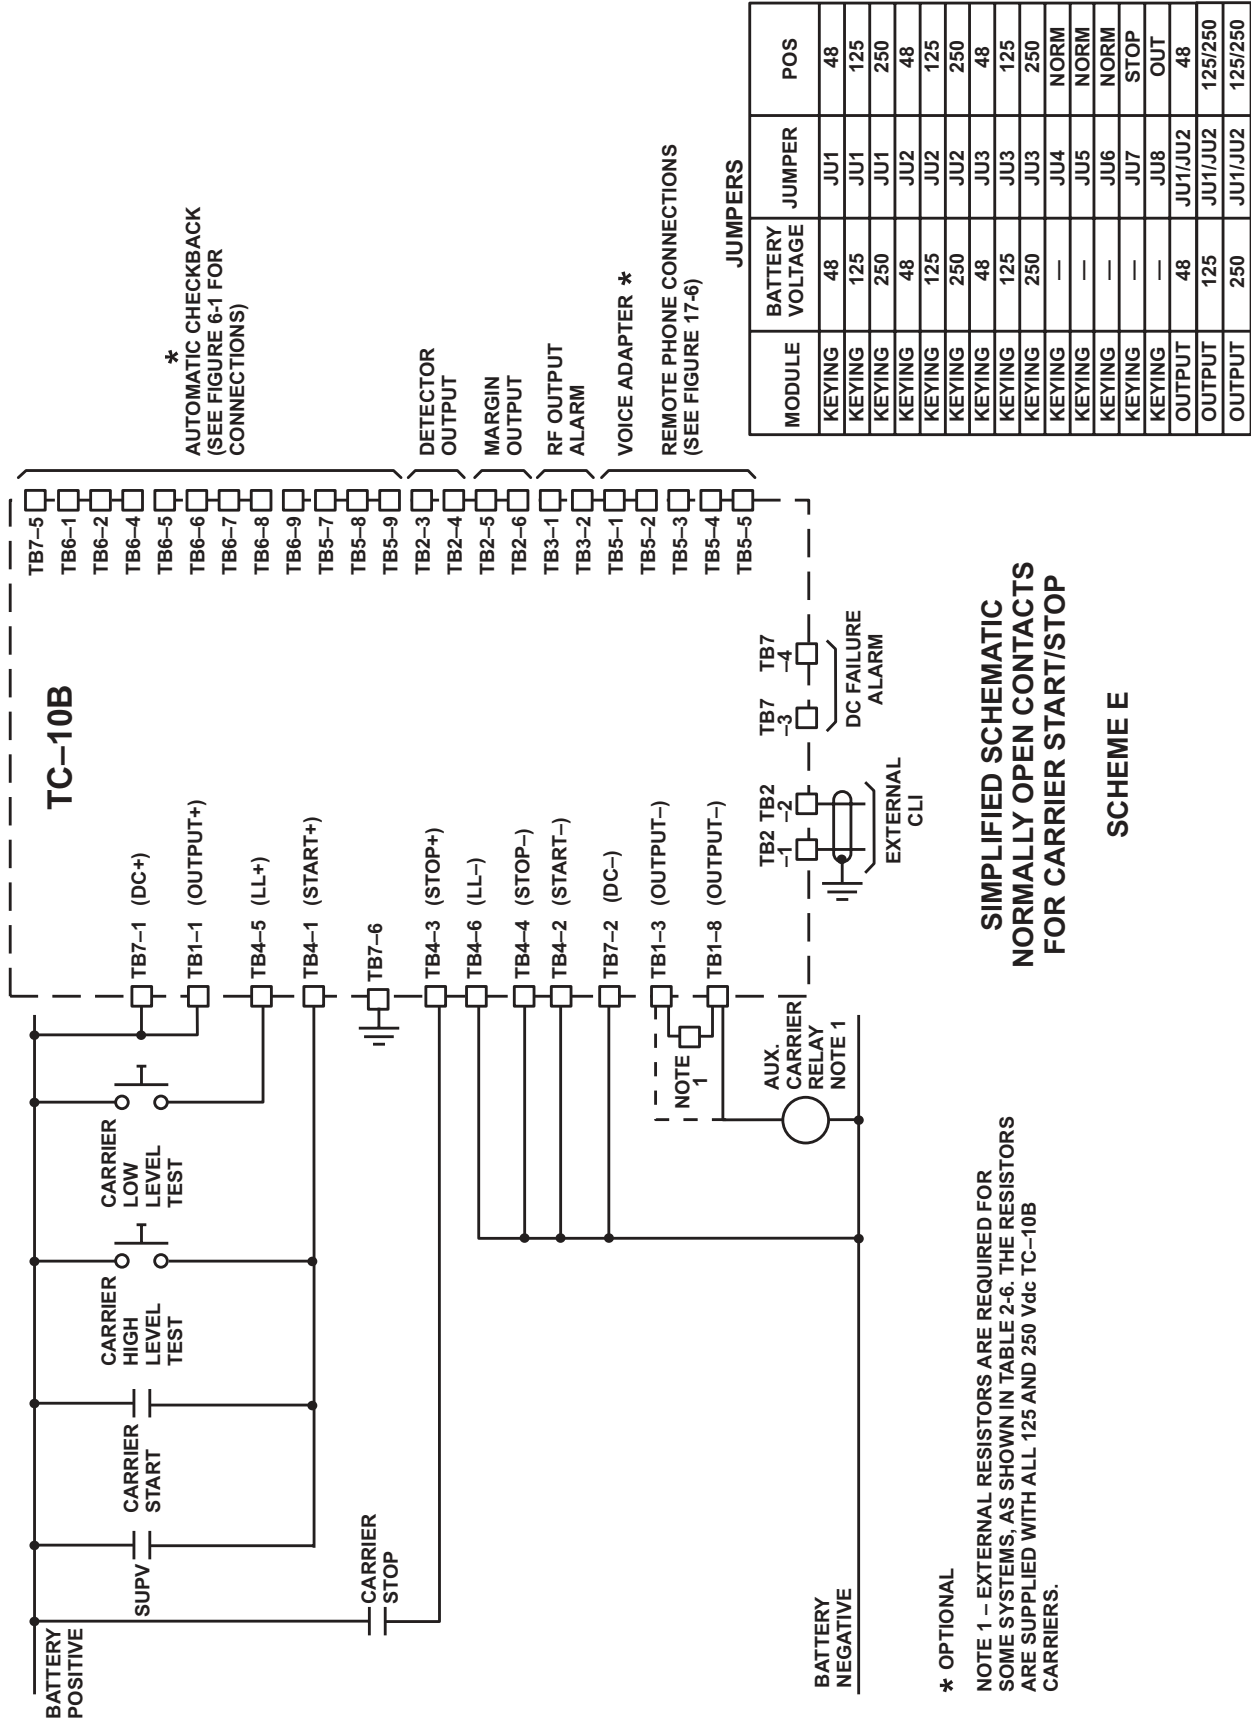 TC–10B
BATTERY
POSITIVE
SUPV
CARRIER
START
CARRIER
HIGH
LEVEL
TEST
CARRIER
LOW
LEVEL
TEST
CARRIER
STOP
TB7–1 (DC+)
TB1–1 (OUTPUT+)
TB4–5 (LL+)
TB4–1 (START+)
TB7–6
TB4–3 (STOP+)
TB4–6 (LL–)
TB4–4 (STOP–)
TB4–2 (START–)
TB7–2 (DC–)
TB1–3 (OUTPUT–)
TB1–8 (OUTPUT–)
NOTE
1
AUX.
CARRIER
RELAY
NOTE 1
BATTERY
NEGATIVE
TB7–5
TB6–1
TB6–2
TB6–4
TB6–5
TB6–6
TB6–7
TB6–8
TB6–9
TB5–7
TB5–8
TB5–9
TB2–3
TB2–4
TB2–5
TB2–6
TB3–1
TB3–2
TB5–1
TB5–2
TB5–3
TB5–4
TB5–5
*
AUTOMATIC CHECKBACK
(SEE FIGURE 6-1 FOR
CONNECTIONS)
DETECTOR
OUTPUT
MARGIN
OUTPUT
RF OUTPUT
ALARM
VOICE ADAPTER *
REMOTE PHONE CONNECTIONS
(SEE FIGURE 17-6)
TB2
–1
TB2
–2
EXTERNAL
CLI
TB7
–3
TB7
–4
DC FAILURE
ALARM
* OPTIONAL
NOTE 1 – EXTERNAL RESISTORS ARE REQUIRED FOR
SOME SYSTEMS, AS SHOWN IN TABLE 2-6. THE RESISTORS
ARE SUPPLIED WITH ALL 125 AND 250 Vdc TC–10B
CARRIERS.
SIMPLIFIED SCHEMATIC
NORMALLY OPEN CONTACTS
FOR CARRIER START/STOP
SCHEME E
JUMPERS
MODULE BATTERY VOLTAGE JUMPER POS
KEYING 48 JU1 48
KEYING 125 JU1 125
KEYING 250 JU1 250
KEYING 48 JU2 48
KEYING 125 JU2 125
KEYING 250 JU2 250
KEYING 48 JU3 48
KEYING 125 JU3 125
KEYING 250 JU3 250
KEYING — JU4 NORM
KEYING — JU5 NORM
KEYING — JU6 NORM
KEYING — JU7 STOP
KEYING — JU8 OUT
OUTPUT 48 JU1/JU2 48
OUTPUT 125 JU1/JU2 125/250
OUTPUT 250 JU1/JU2 125/250